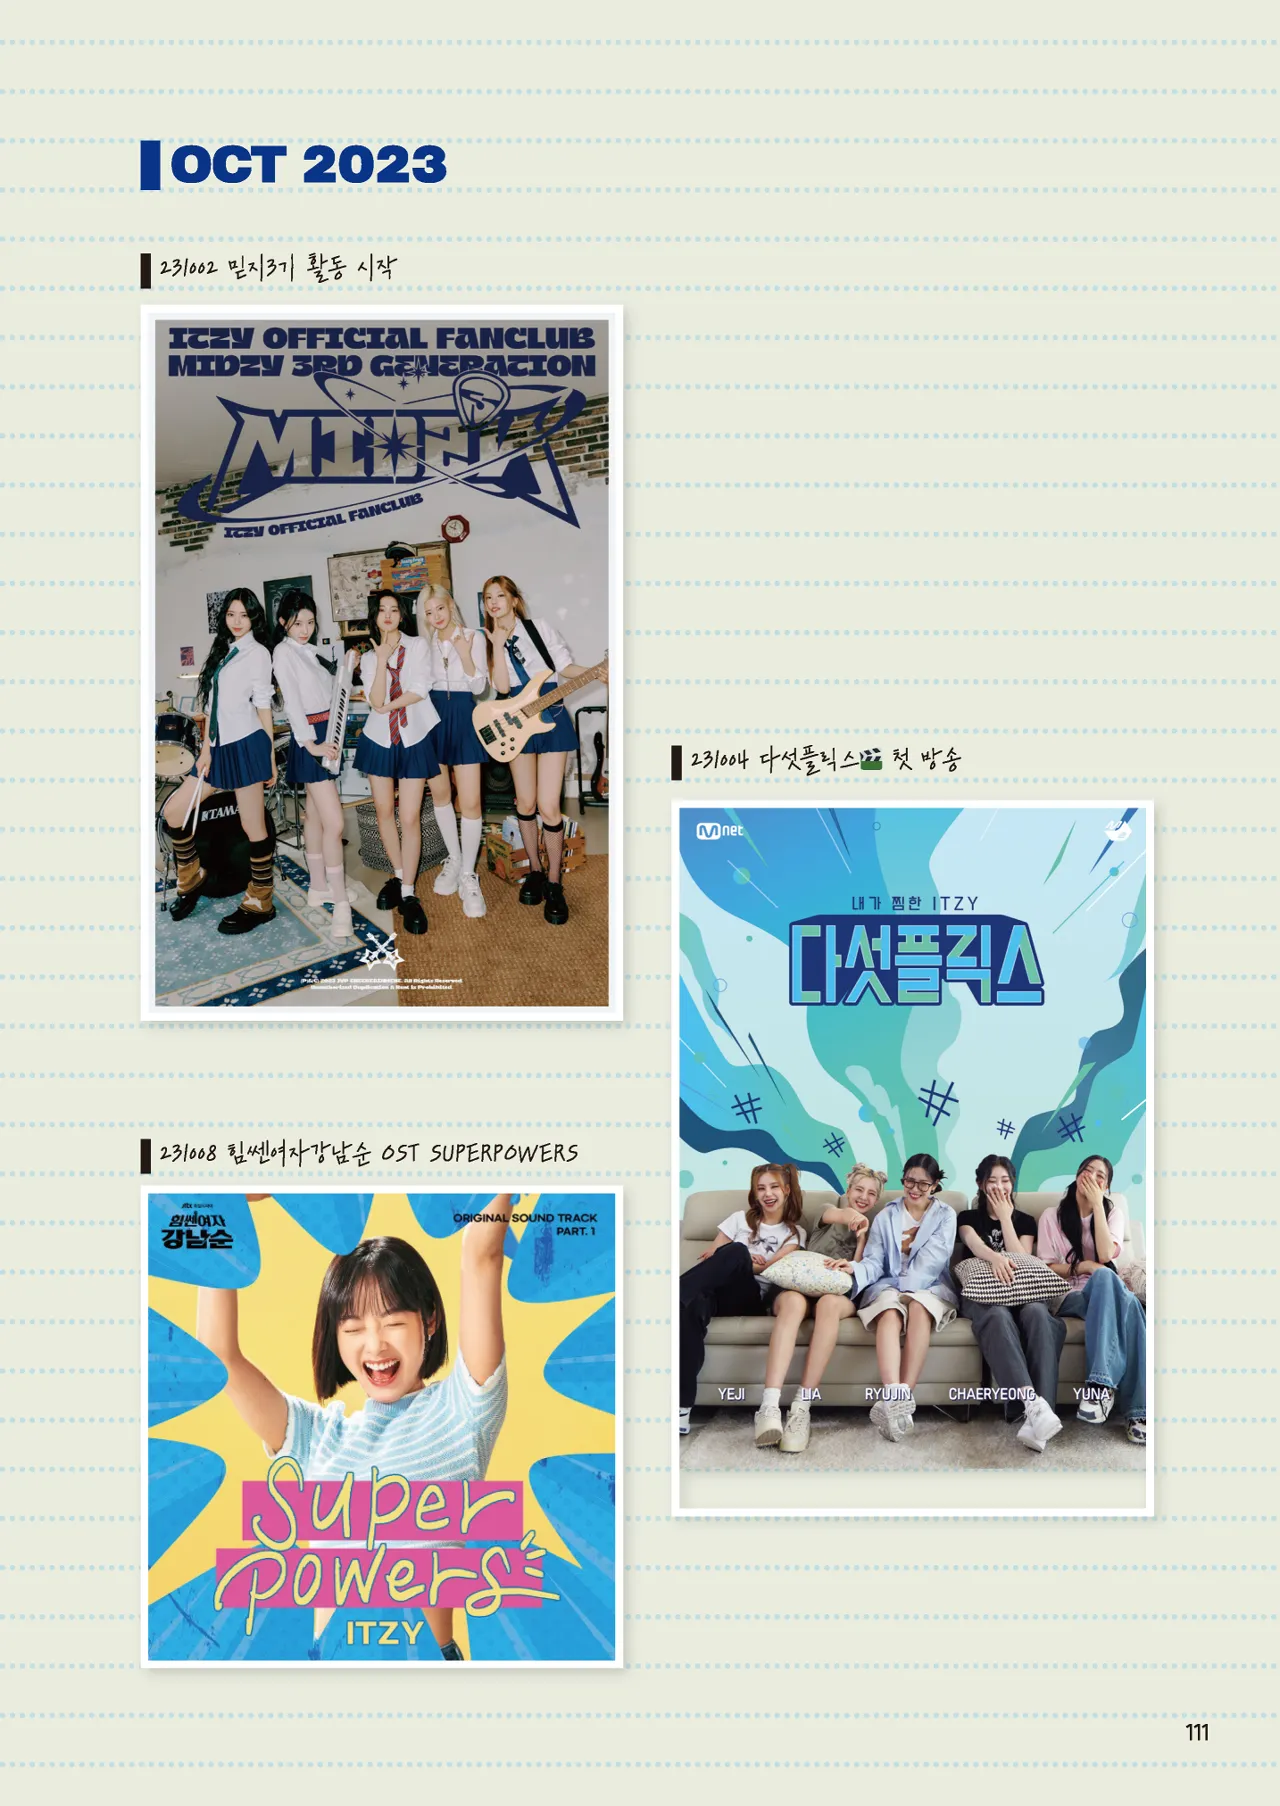 OCT 2023
231002 믿지3기 활동 시작
ITZY OFFICIAL FANCLUB
MIDZY 3RD GENERATION
MIDZY
3
ITZY OFFICIAL FANCLUB
TAMA
231004 다섯플릭스🎬 첫 방송
Mnet
내가 찜한 ITZY
다섯플릭스
YEJI LIA RYUJIN CHAERYEONG YUNA
231008 힘쎈여자강남순 OST SUPERPOWERS
힘쎈여자
강남순
ORIGINAL SOUND TRACK
PART. 1
Super
powers
ITZY
111